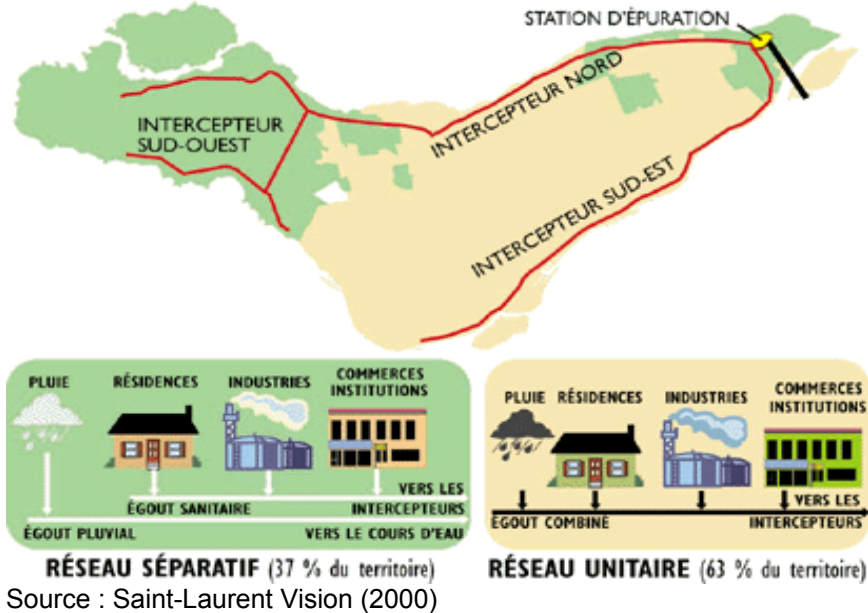 STATION D'ÉPURATION
INTERCEPTEUR NORD
INTERCEPTEUR
SUD-OUEST
INTERCEPTEUR SUD-EST
PLUIE
RÉSIDENCES
INDUSTRIES
COMMERCES
INSTITUTIONS
VERS LES
ÉGOUT SANITAIRE
INTERCEPTEURS
ÉGOUT PLUVIAL
VERS LE COURS D'EAU
RÉSEAU SÉPARATIF (37 % du territoire)
PLUIE
RÉSIDENCES
INDUSTRIES
COMMERCES
INSTITUTIONS
VERS LES
ÉGOUT COMBINÉ
INTERCEPTEURS
RÉSEAU UNITAIRE (63 % du territoire)
Source : Saint-Laurent Vision (2000)